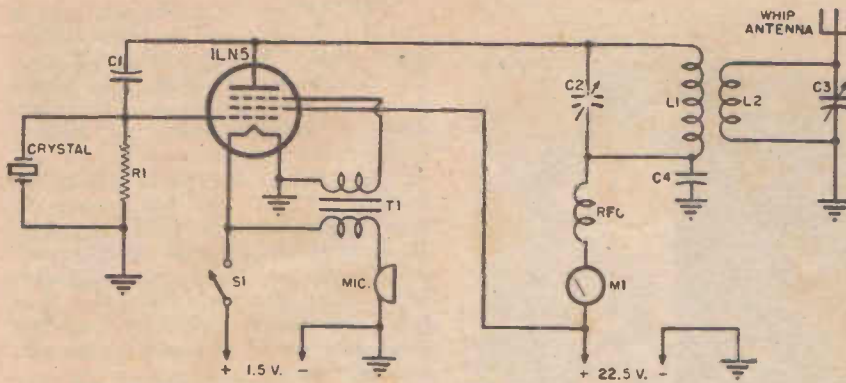 WHIP
ANTENNA
1LN5
C1
C2
C3
L1
L2
CRYSTAL
R1
C4
T1
RFC
S1
MIC.
M1
+ 1.5 V. -
+ 22.5 V. -